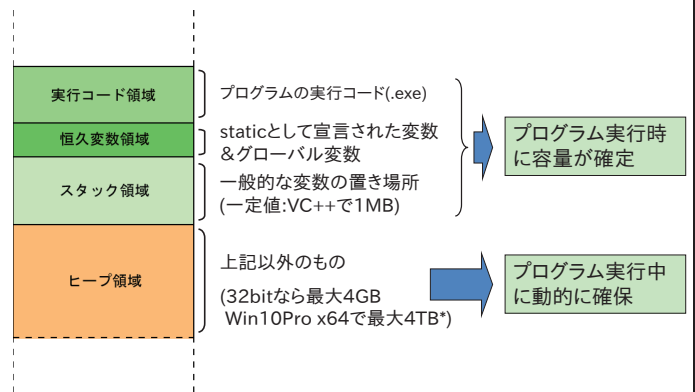 実行コード領域
プログラムの実行コード(.exe)
恒久変数領域
staticとして宣言された変数
&グローバル変数
プログラム実行時
に容量が確定
スタック領域
一般的な変数の置き場所
(一定値:VC++で1MB)
ヒープ領域
上記以外のもの
(32bitなら最大4GB
Win10Pro x64で最大4TB*)
プログラム実行中
に動的に確保